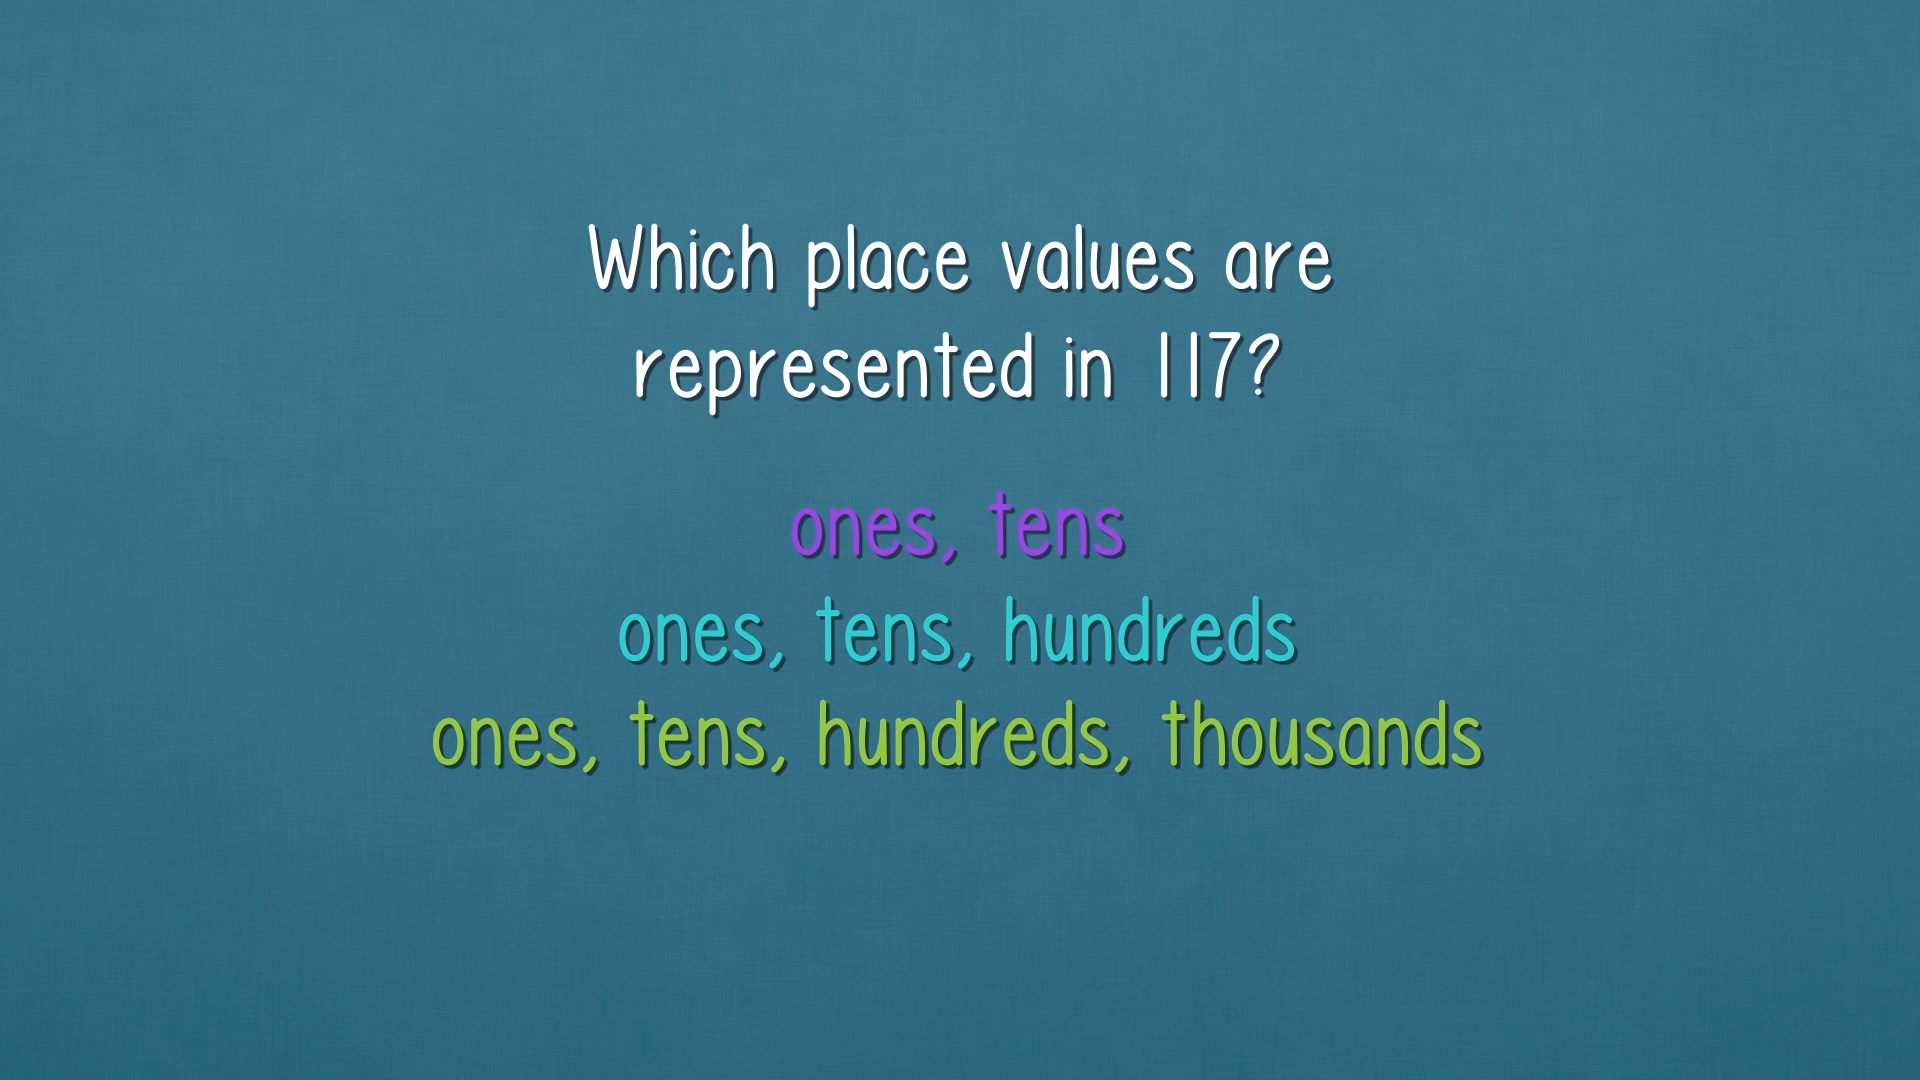 Which place values are
represented in 117?
ones, tens
ones, tens, hundreds
ones, tens, hundreds, thousands